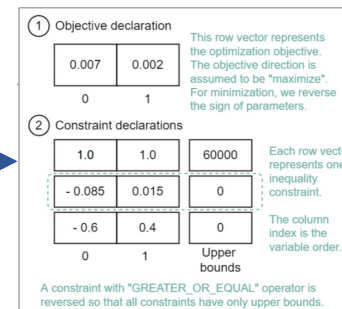 1 Objective declaration
This row vector represents
the optimization objective.
The objective direction is
assumed to be "maximize".
For minimization, we reverse
the sign of parameters.
0.007 0.002
0 1
2 Constraint declarations
1.0 1.0 60000
- 0.085 0.015 0
- 0.6 0.4 0
0 1 Upper
bounds
Each row
represents one
inequality
constraint.
The column
index is the
variable order.
A constraint with "GREATER_OR_EQUAL" operator is
reversed so that all constraints have only upper bounds.